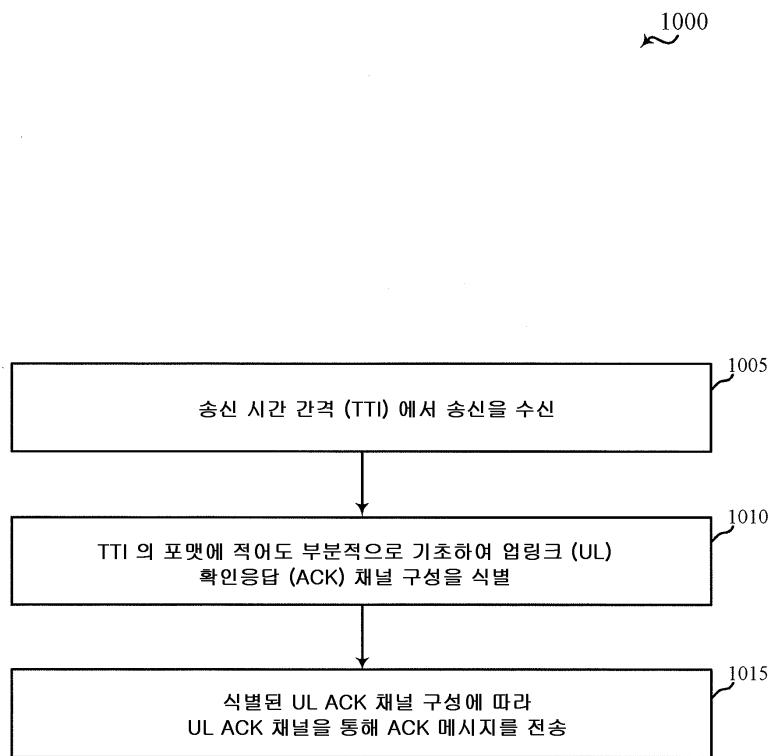 1000
1005
송신 시간 간격 (TTI) 에서 송신을 수신
1010
TTI 의 포맷에 적어도 부분적으로 기초하여 업링크 (UL)
확인응답 (ACK) 채널 구성을 식별
1015
식별된 UL ACK 채널 구성에 따라
UL ACK 채널을 통해 ACK 메시지를 전송